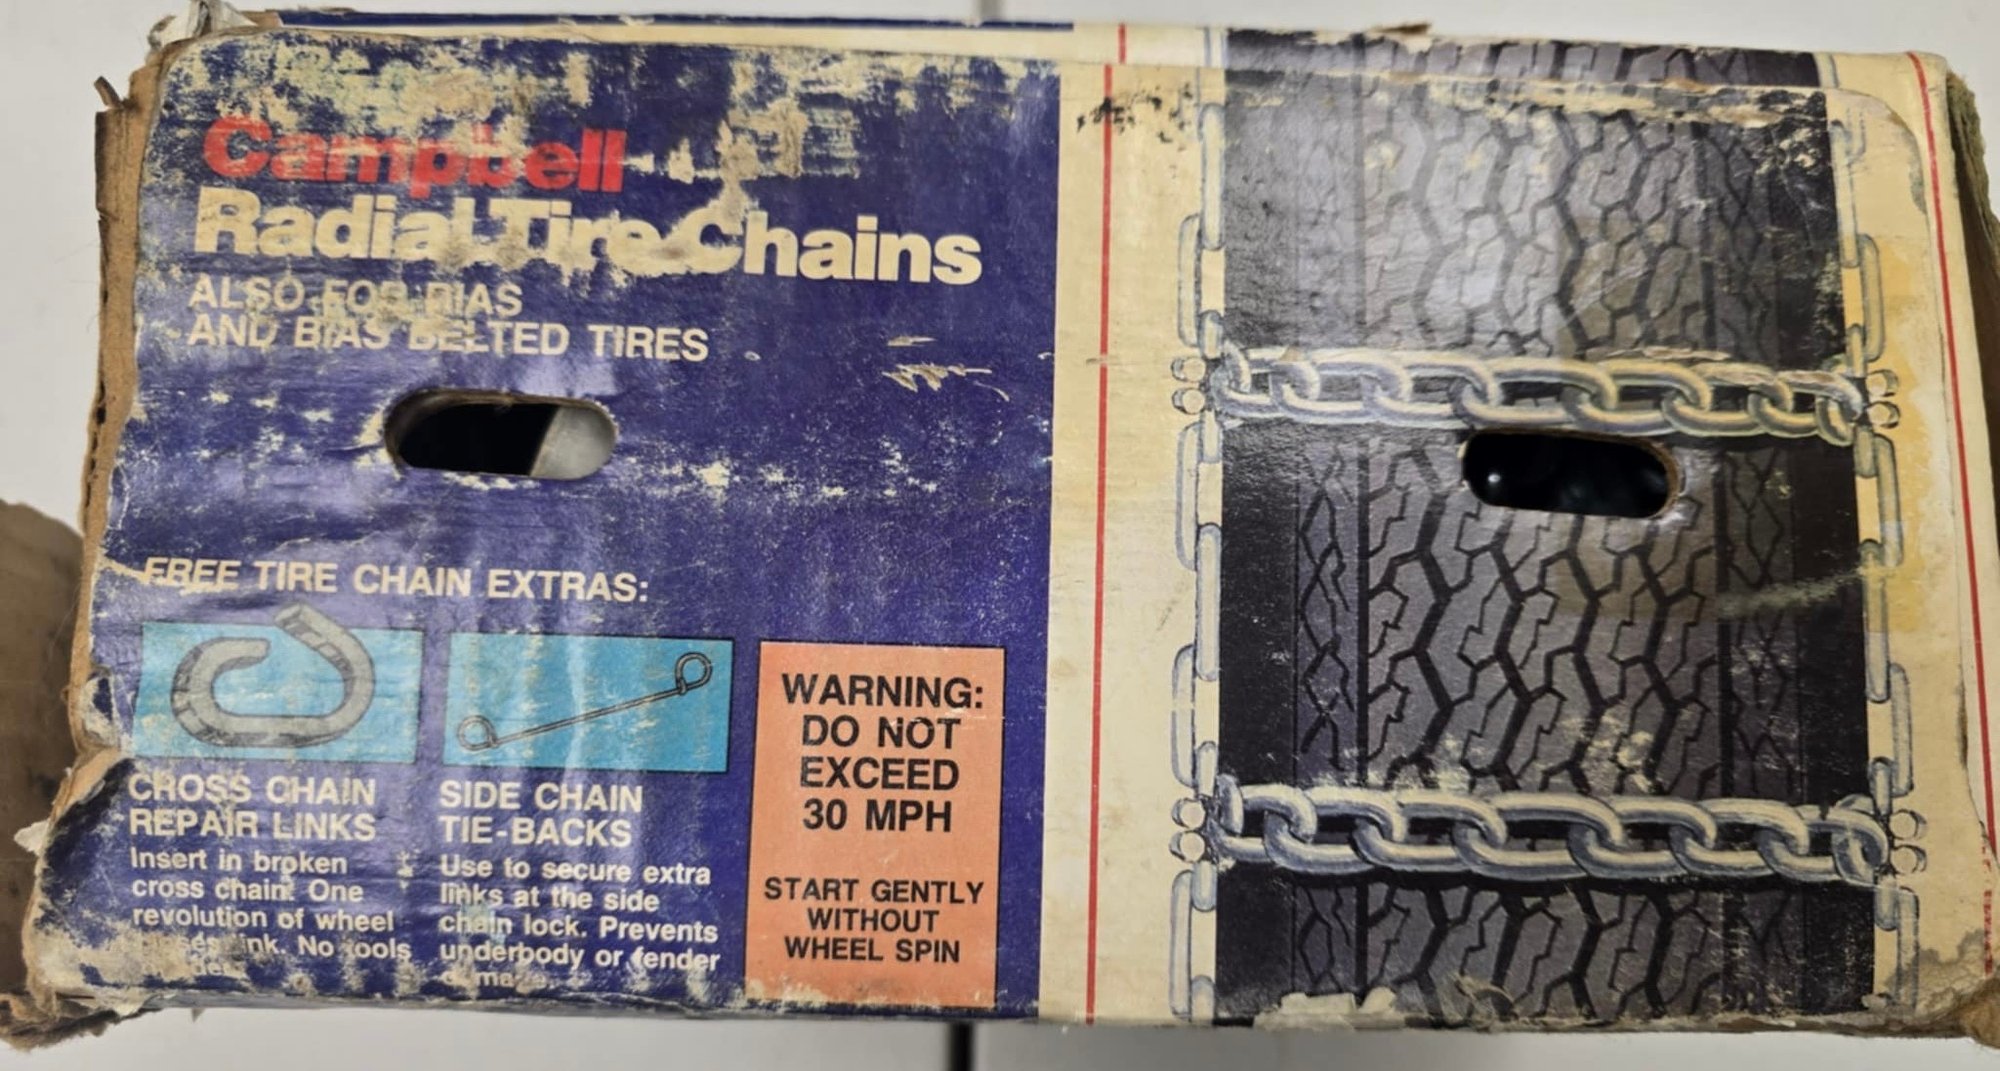 Campbell
Radial Tire Chains
ALSO FOR BIAS
AND BIAS BELTED TIRES
FREE TIRE CHAIN EXTRAS:
CROSS CHAIN
REPAIR LINKS
Insert in broken
cross chain. One
revolution of wheel
link. No tools
SIDE CHAIN
TIE-BACKS
Use to secure extra
links at the side
chain lock. Prevents
underbody or fender
WARNING:
DO NOT
EXCEED
30 MPH
START GENTLY
WITHOUT
WHEEL SPIN